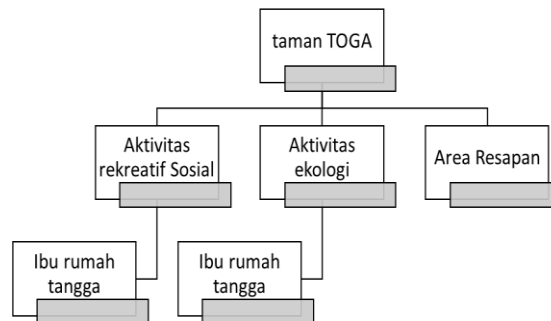 taman TOGA
Aktivitas
rekreatif Sosial
Aktivitas
ekologi
Area Resapan
Ibu rumah
tangga
Ibu rumah
tangga